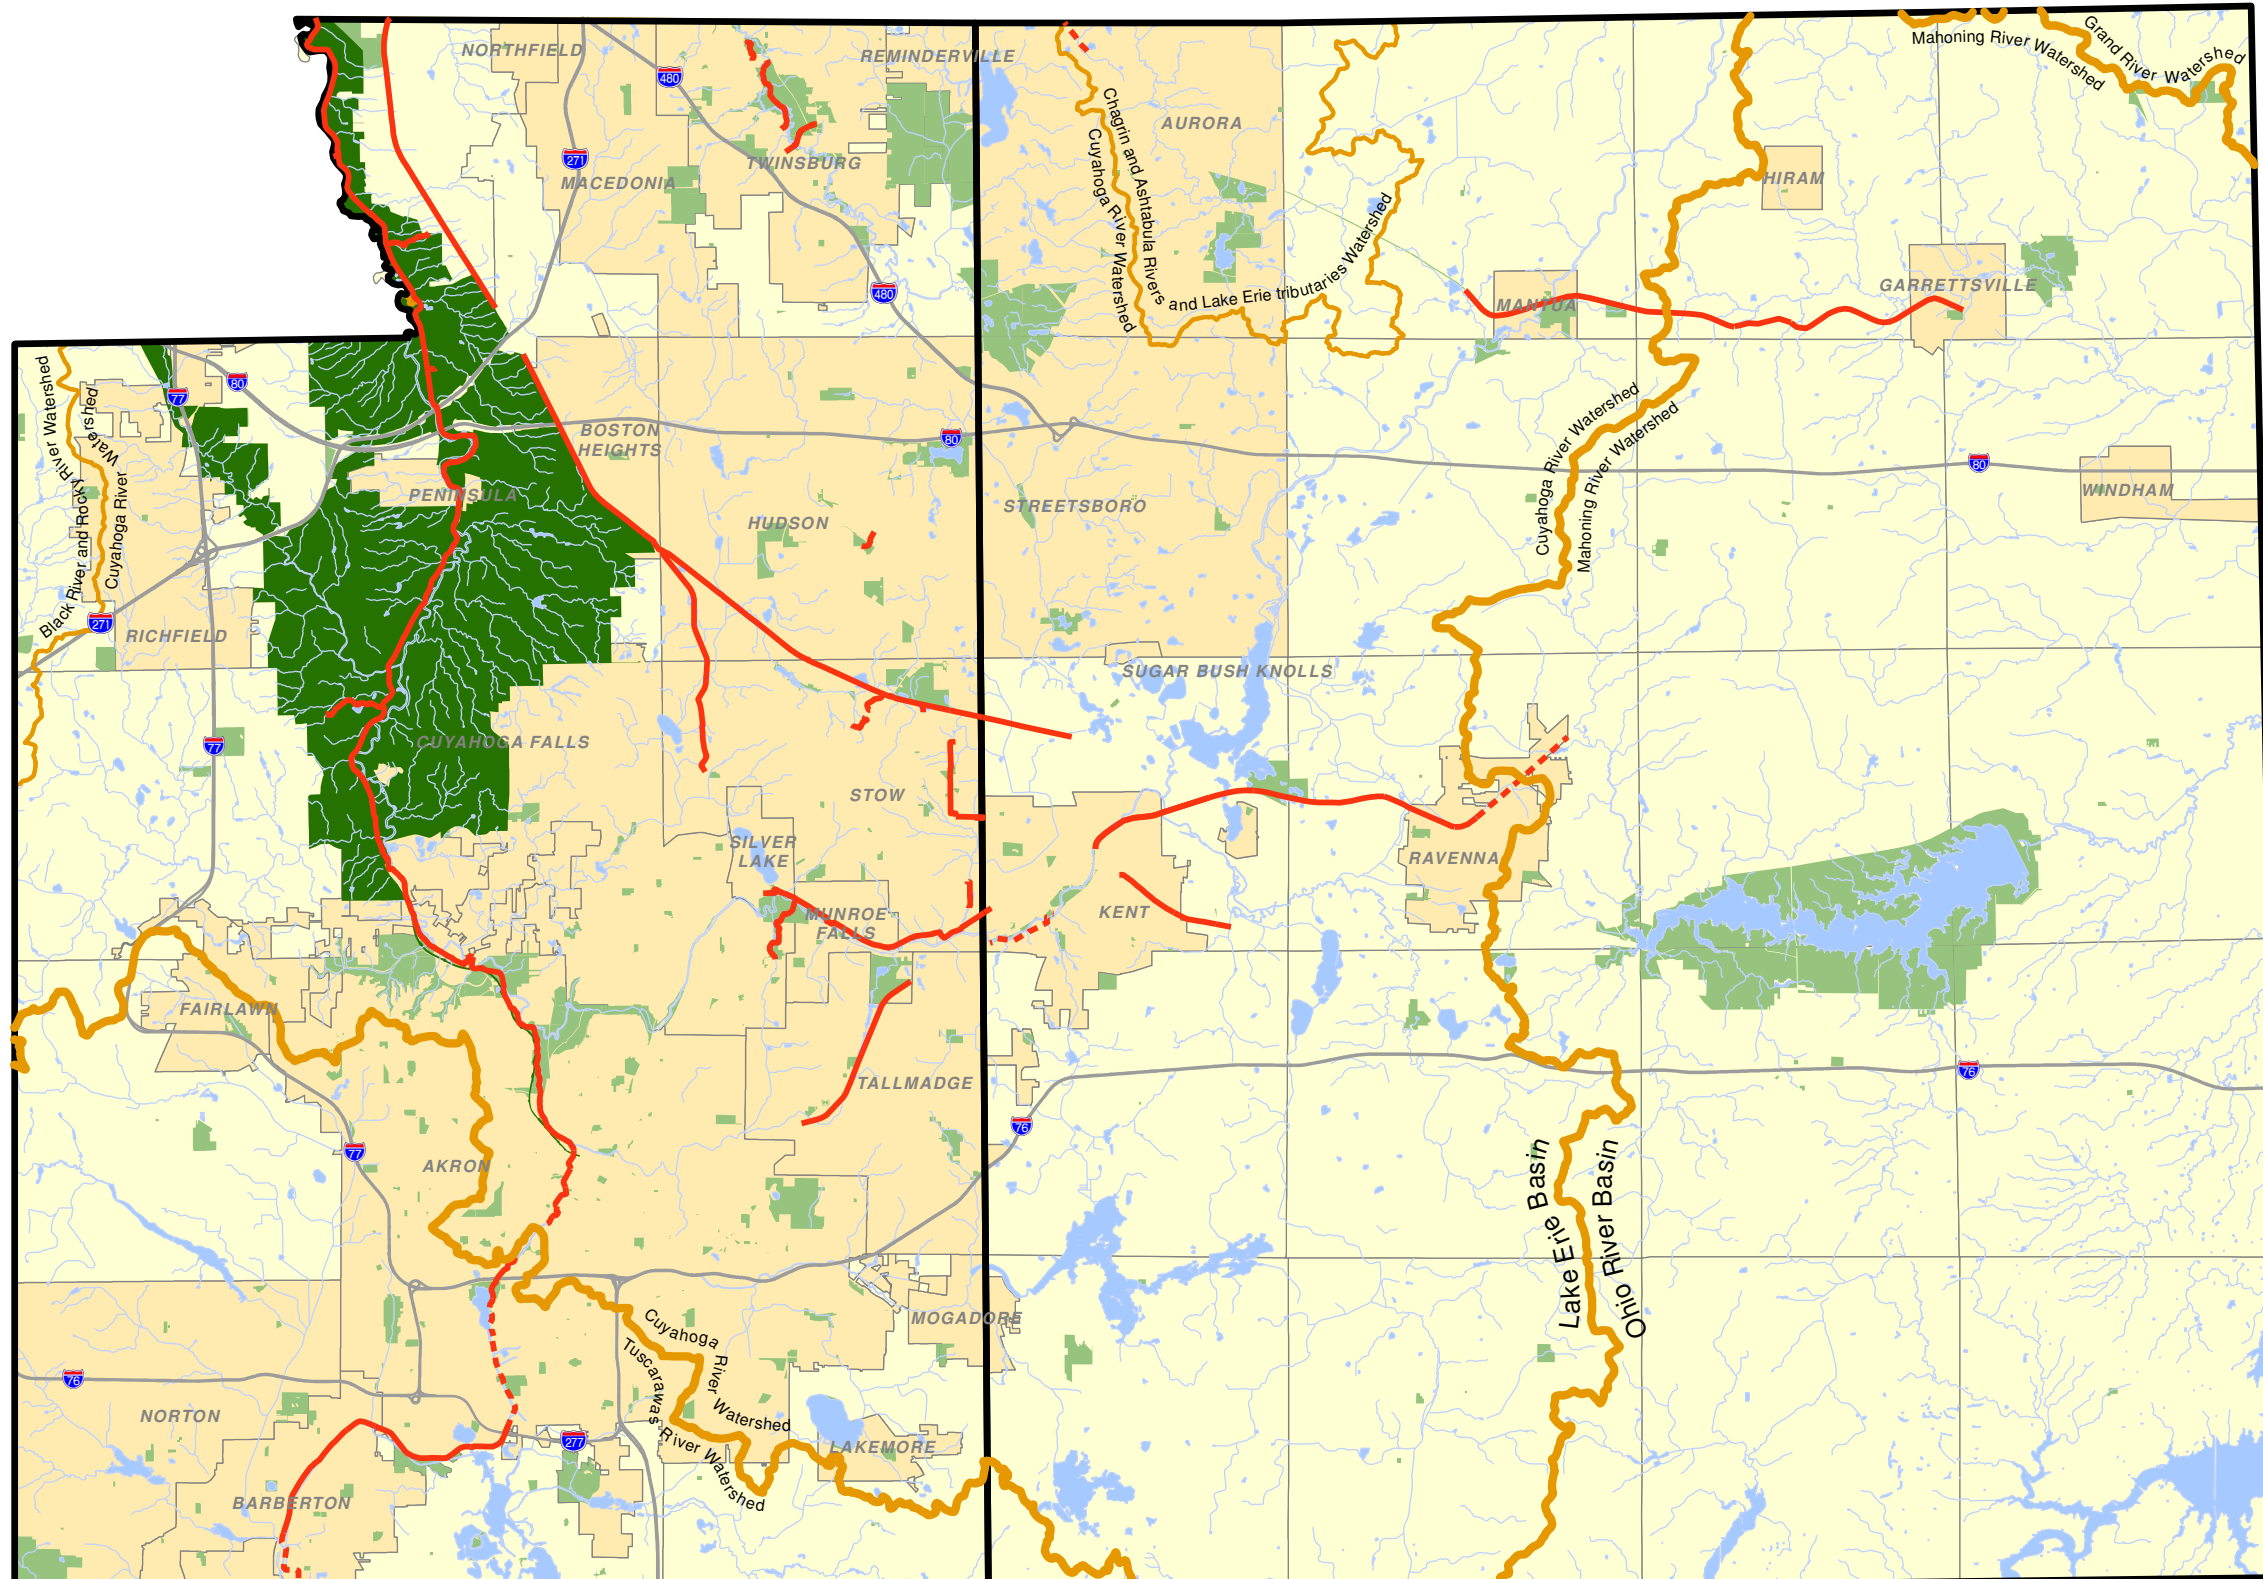 NORTHFIELD
REMINDERVILLE
480
Mahoning River Watershed
Grand River Watershed
AURORA
271
MACEDONIA
TWINSBURG
HIRAM
Chagrin and Ashtabula Rivers and Lake Erie tributaries Watershed
Cuyahoga River Watershed
480
MANTUA
GARRETTSVILLE
77
80
Black River and Rocky River Watershed
Cuyahoga River Watershed
BOSTON
HEIGHTS
80
Cuyahoga River Watershed
Mahoning River Watershed
80
PENINSULA
HUDSON
STREETSBORO
WINDHAM
271
RICHFIELD
SUGAR BUSH KNOLLS
77
CUYAHOGA FALLS
STOW
SILVER
LAKE
RAVENNA
MUNROE
FALLS
KENT
FAIRLAWN
TALLMADGE
76
76
77
AKRON
Lake Erie Basin
Ohio River Basin
MOGADORE
Cuyahoga River Watershed
Tuscarawas River Watershed
76
NORTON
277
LAKEMORE
BARBERTON